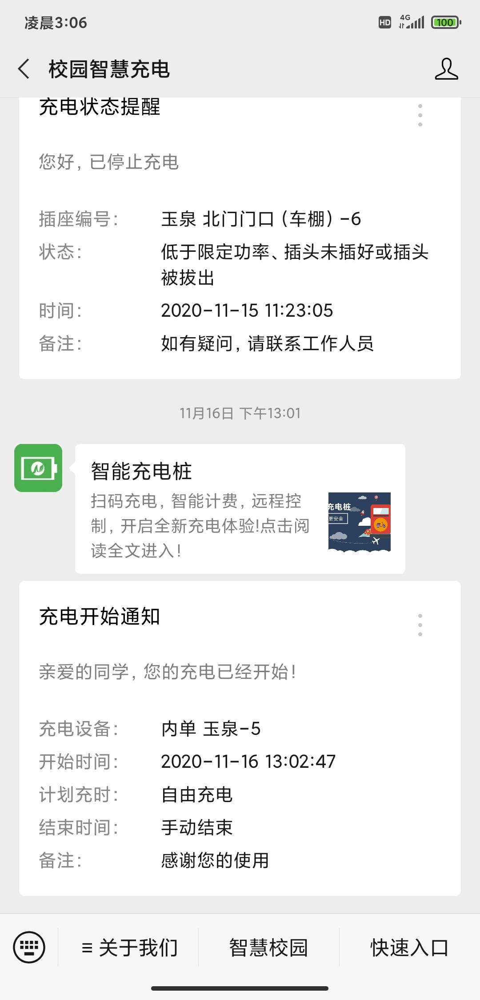 凌晨3:06
HD 4G 100
校园智慧充电
充电状态提醒
您好，已停止充电
插座编号： 玉泉 北门门口（车棚）-6
状态： 低于限定功率、插头未插好或插头
被拔出
时间： 2020-11-15 11:23:05
备注： 如有疑问，请联系工作人员
11月16日 下午13:01
智能充电桩
扫码充电，智能计费，远程控
制，开启全新充电体验!点击阅
读全文进入！
充电桩
更安全
充电开始通知
亲爱的同学，您的充电已经开始！
充电设备： 内单 玉泉-5
开始时间： 2020-11-16 13:02:47
计划充时： 自由充电
结束时间： 手动结束
备注： 感谢您的使用
关于我们 智慧校园 快速入口